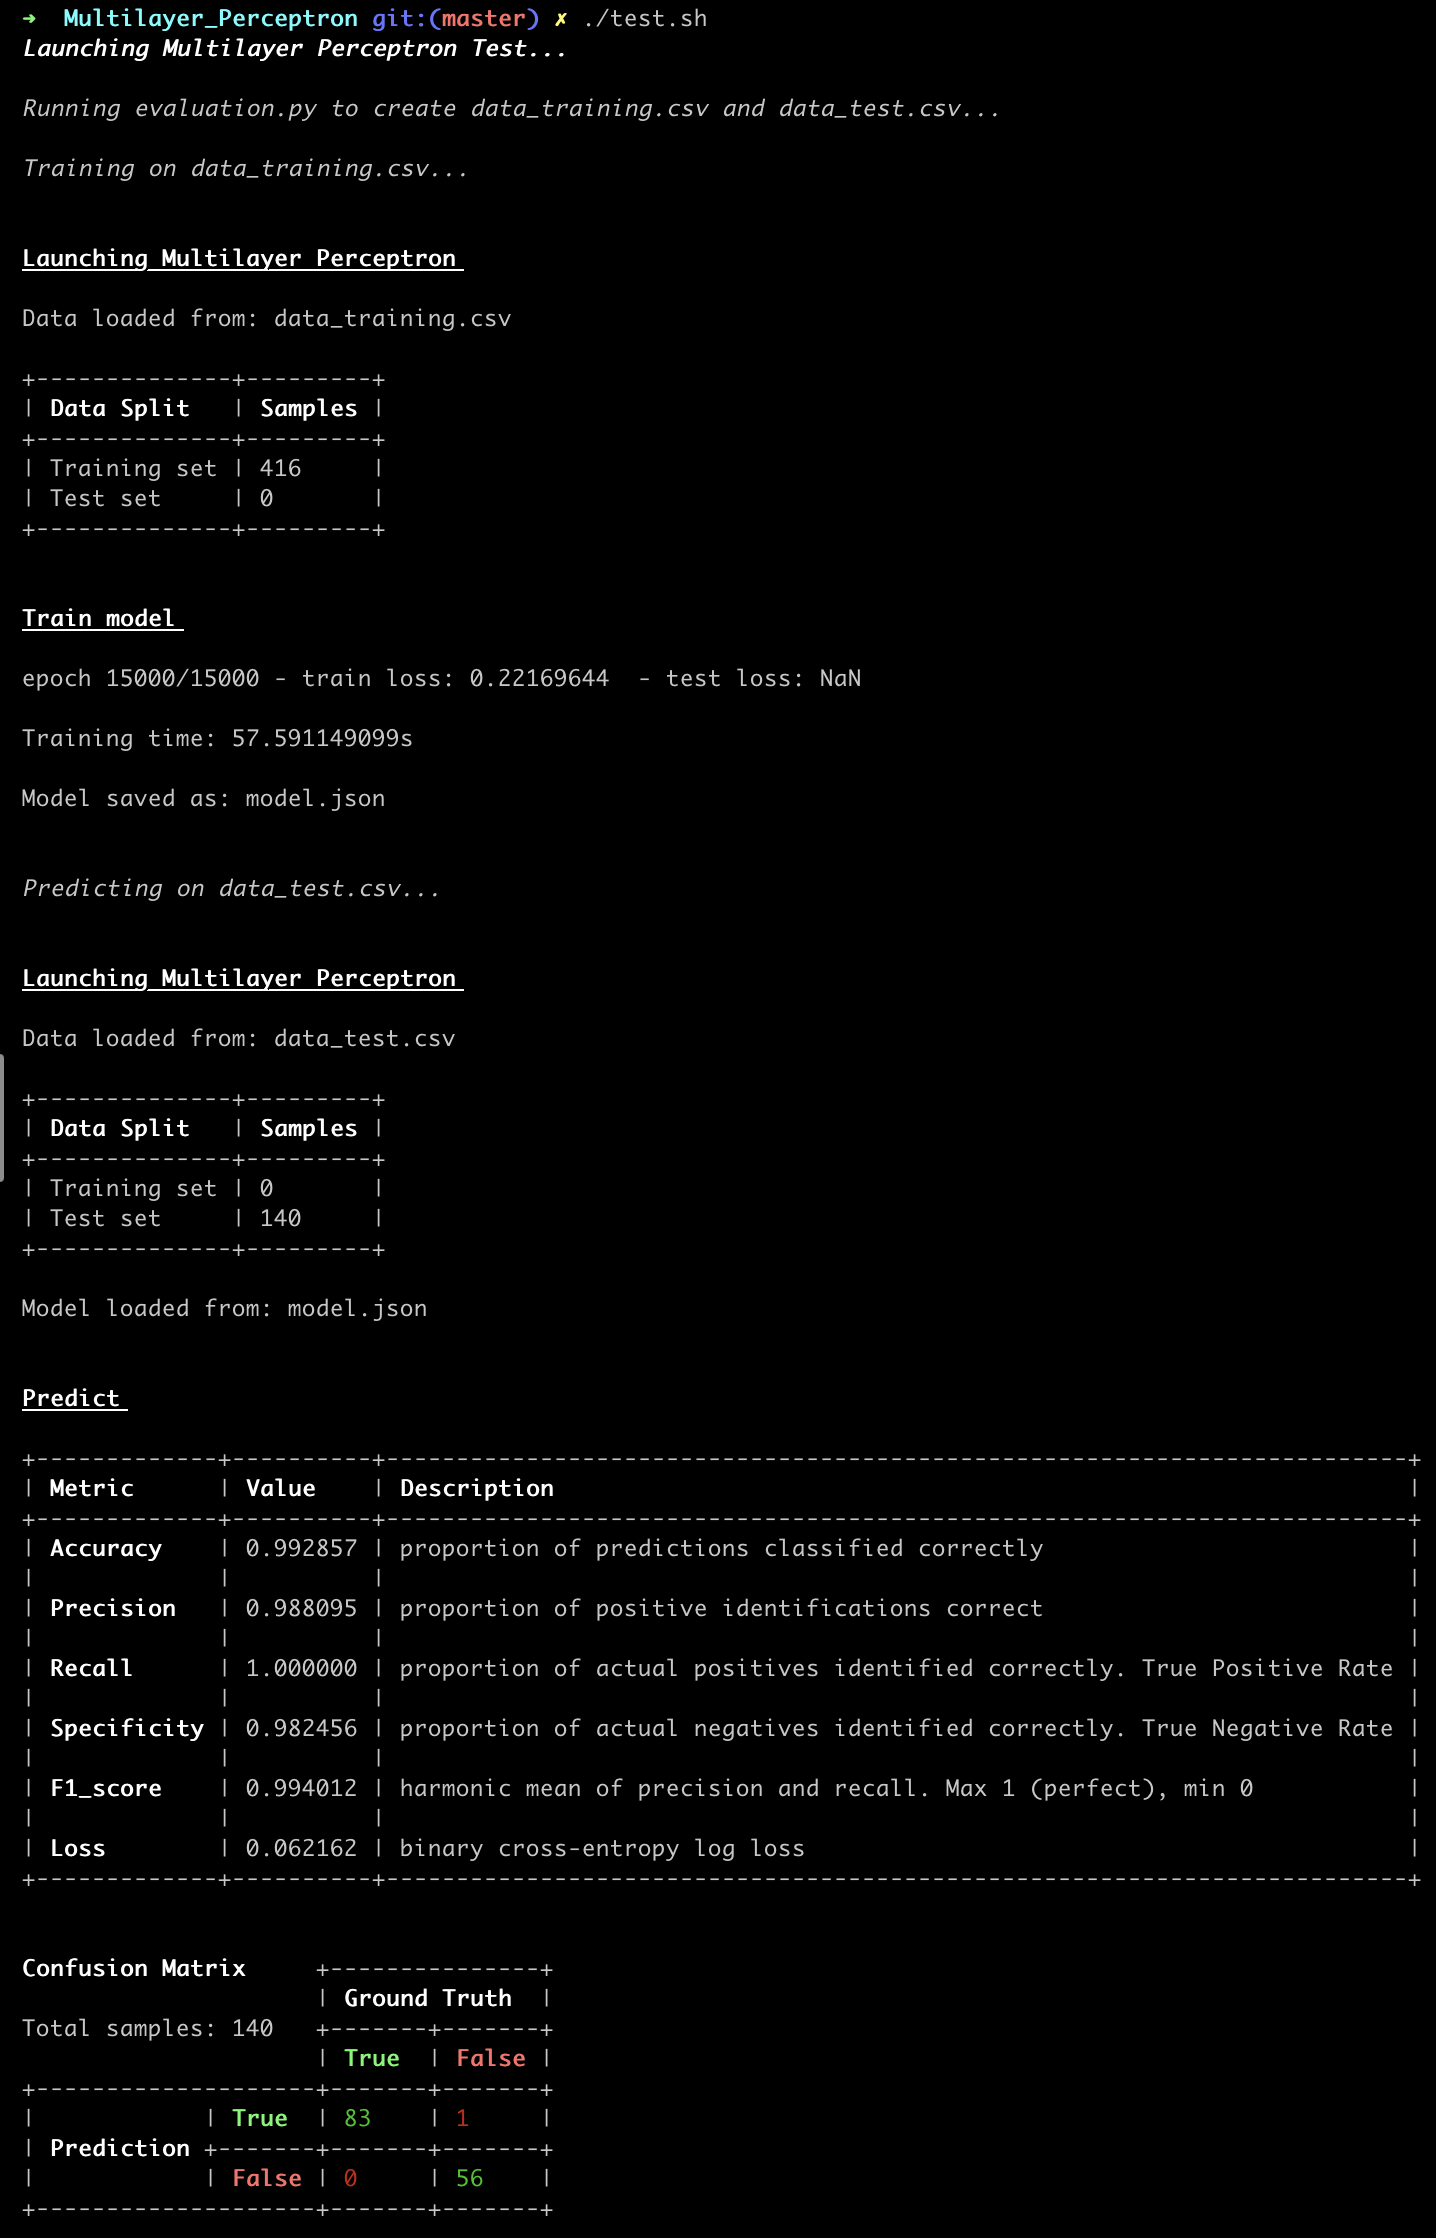 ➜  Multilayer_Perceptron git:(master) ✗ ./test.sh
Launching Multilayer Perceptron Test...
Running evaluation.py to create data_training.csv and data_test.csv...
Training on data_training.csv...
Launching Multilayer Perceptron
Data loaded from: data_training.csv
+--------------+---------+
| Data Split   | Samples |
+--------------+---------+
| Training set | 416     |
| Test set     | 0       |
+--------------+---------+
Train model
epoch 15000/15000 - train loss: 0.22169644  - test loss: NaN
Training time: 57.591149099s
Model saved as: model.json
Predicting on data_test.csv...
Launching Multilayer Perceptron
Data loaded from: data_test.csv
+--------------+---------+
| Data Split   | Samples |
+--------------+---------+
| Training set | 0       |
| Test set     | 140     |
+--------------+---------+
Model loaded from: model.json
Predict
+-------------+----------+-------------------------------------------------------------------------+
| Metric      | Value    | Description                                                             |
+-------------+----------+-------------------------------------------------------------------------+
| Accuracy    | 0.992857 | proportion of predictions classified correctly                          |
|             |          |                                                                         |
| Precision   | 0.988095 | proportion of positive identifications correct                          |
|             |          |                                                                         |
| Recall      | 1.000000 | proportion of actual positives identified correctly. True Positive Rate |
|             |          |                                                                         |
| Specificity | 0.982456 | proportion of actual negatives identified correctly. True Negative Rate |
|             |          |                                                                         |
| F1_score    | 0.994012 | harmonic mean of precision and recall. Max 1 (perfect), min 0           |
|             |          |                                                                         |
| Loss        | 0.062162 | binary cross-entropy log loss                                           |
+-------------+----------+-------------------------------------------------------------------------+
Confusion Matrix     +---------------+
                     | Ground Truth  |
Total samples: 140   +-------+-------+
                     | True  | False |
+--------------------+-------+-------+
|            | True  | 83    | 1     |
| Prediction +-------+-------+-------+
|            | False | 0     | 56    |
+--------------------+-------+-------+